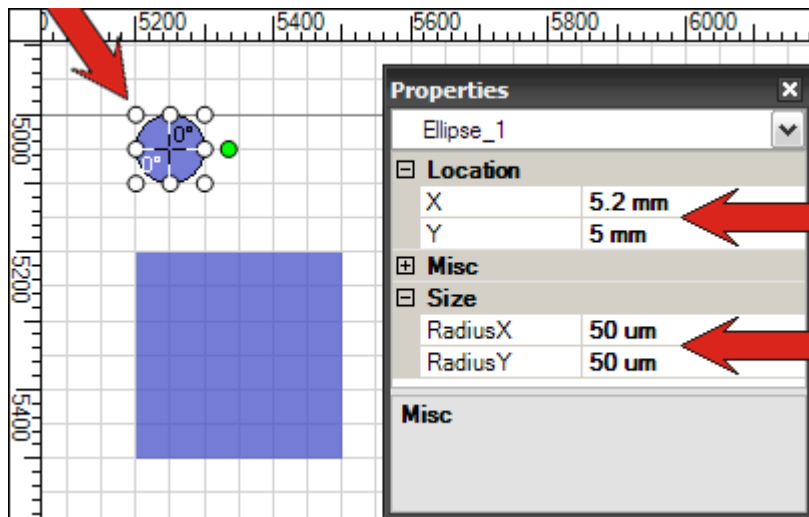 5200
5400
5600
5800
6000
Properties
Ellipse_1
Location
X 5.2 mm
Y 5 mm
Misc
Size
RadiusX 50 um
RadiusY 50 um
Misc
0°
0°
5000
5200
5400